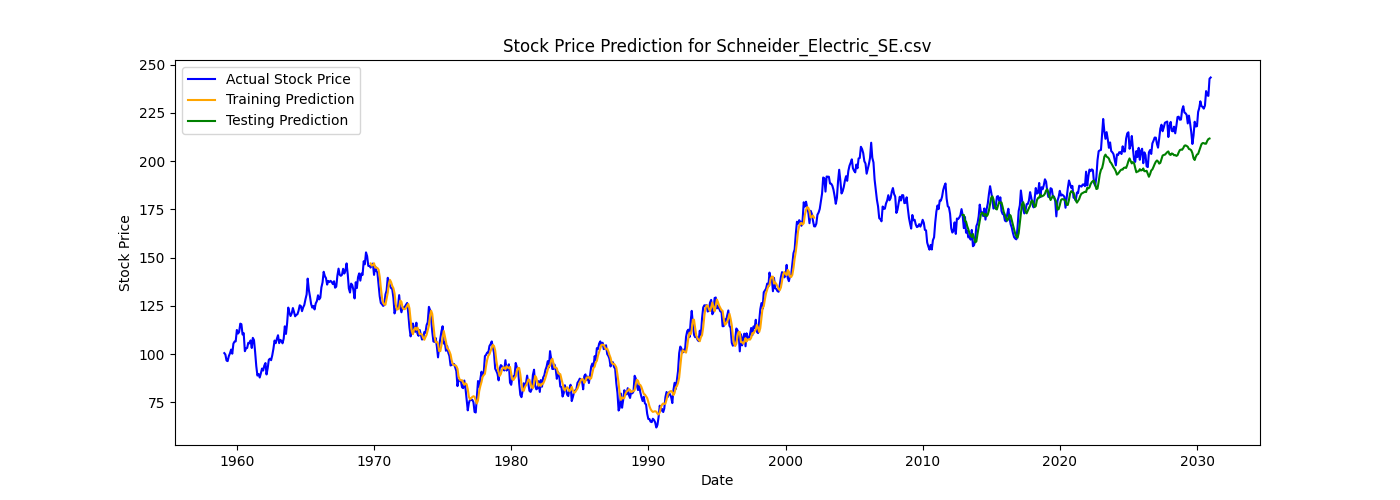 Stock Price Prediction for Schneider_Electric_SE.csv
Actual Stock Price
Training Prediction
Testing Prediction
Stock Price
250
225
200
175
150
125
100
75
1960 1970 1980 1990 2000 2010 2020 2030
Date